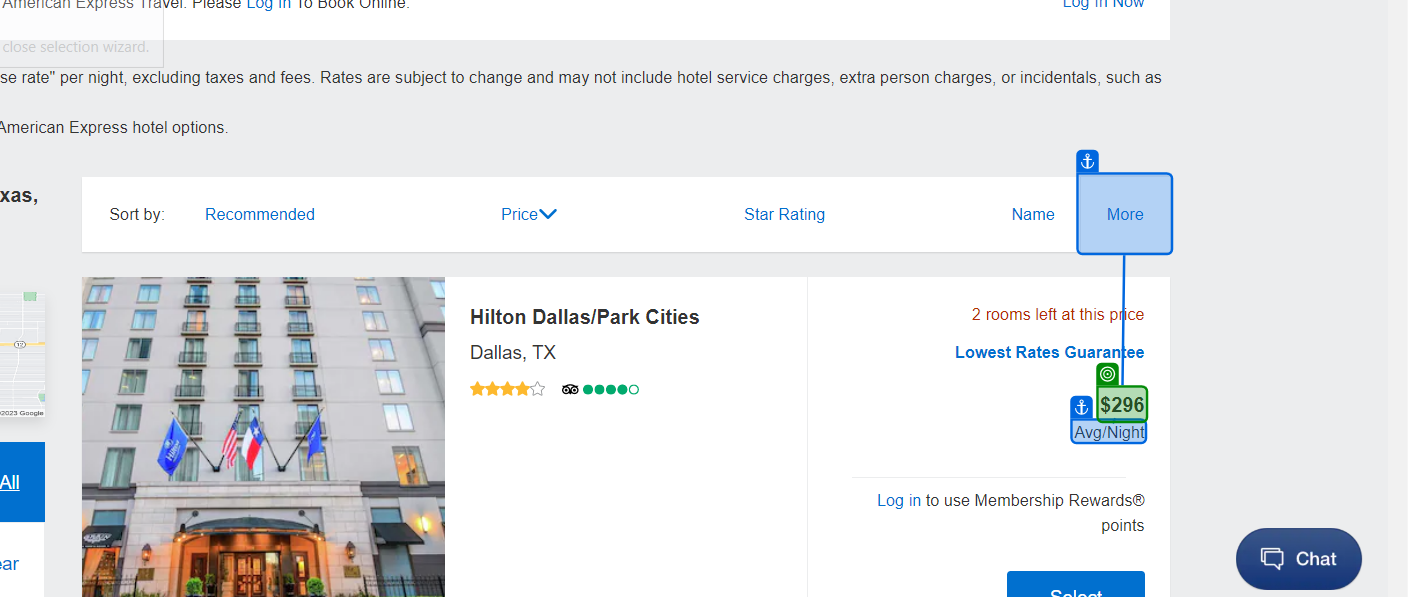 American Express Travel. Please Log In To Book Online.
Log In Now
close selection wizard.
se rate" per night, excluding taxes and fees. Rates are subject to change and may not include hotel service charges, extra person charges, or incidentals, such as
American Express hotel options.
xas,
Sort by: Recommended Price Star Rating Name More
Hilton Dallas/Park Cities
Dallas, TX
2 rooms left at this price
Lowest Rates Guarantee
$296
Avg/Night
Log in to use Membership Rewards®
points
Select
12
2023 Google
All
ear
Hilton
Chat